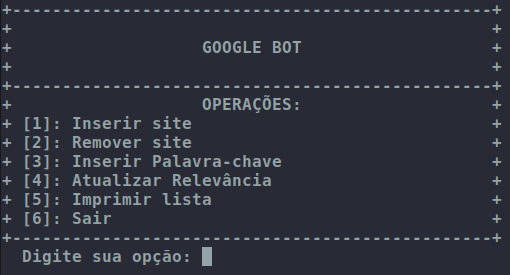 +------------------------------------------------+
+ +
+ GOOGLE BOT +
+ +
+------------------------------------------------+
+ OPERAÇÕES: +
+ [1]: Inserir site +
+ [2]: Remover site +
+ [3]: Inserir Palavra-chave +
+ [4]: Atualizar Relevância +
+ [5]: Imprimir lista +
+ [6]: Sair +
+------------------------------------------------+
Digite sua opção: